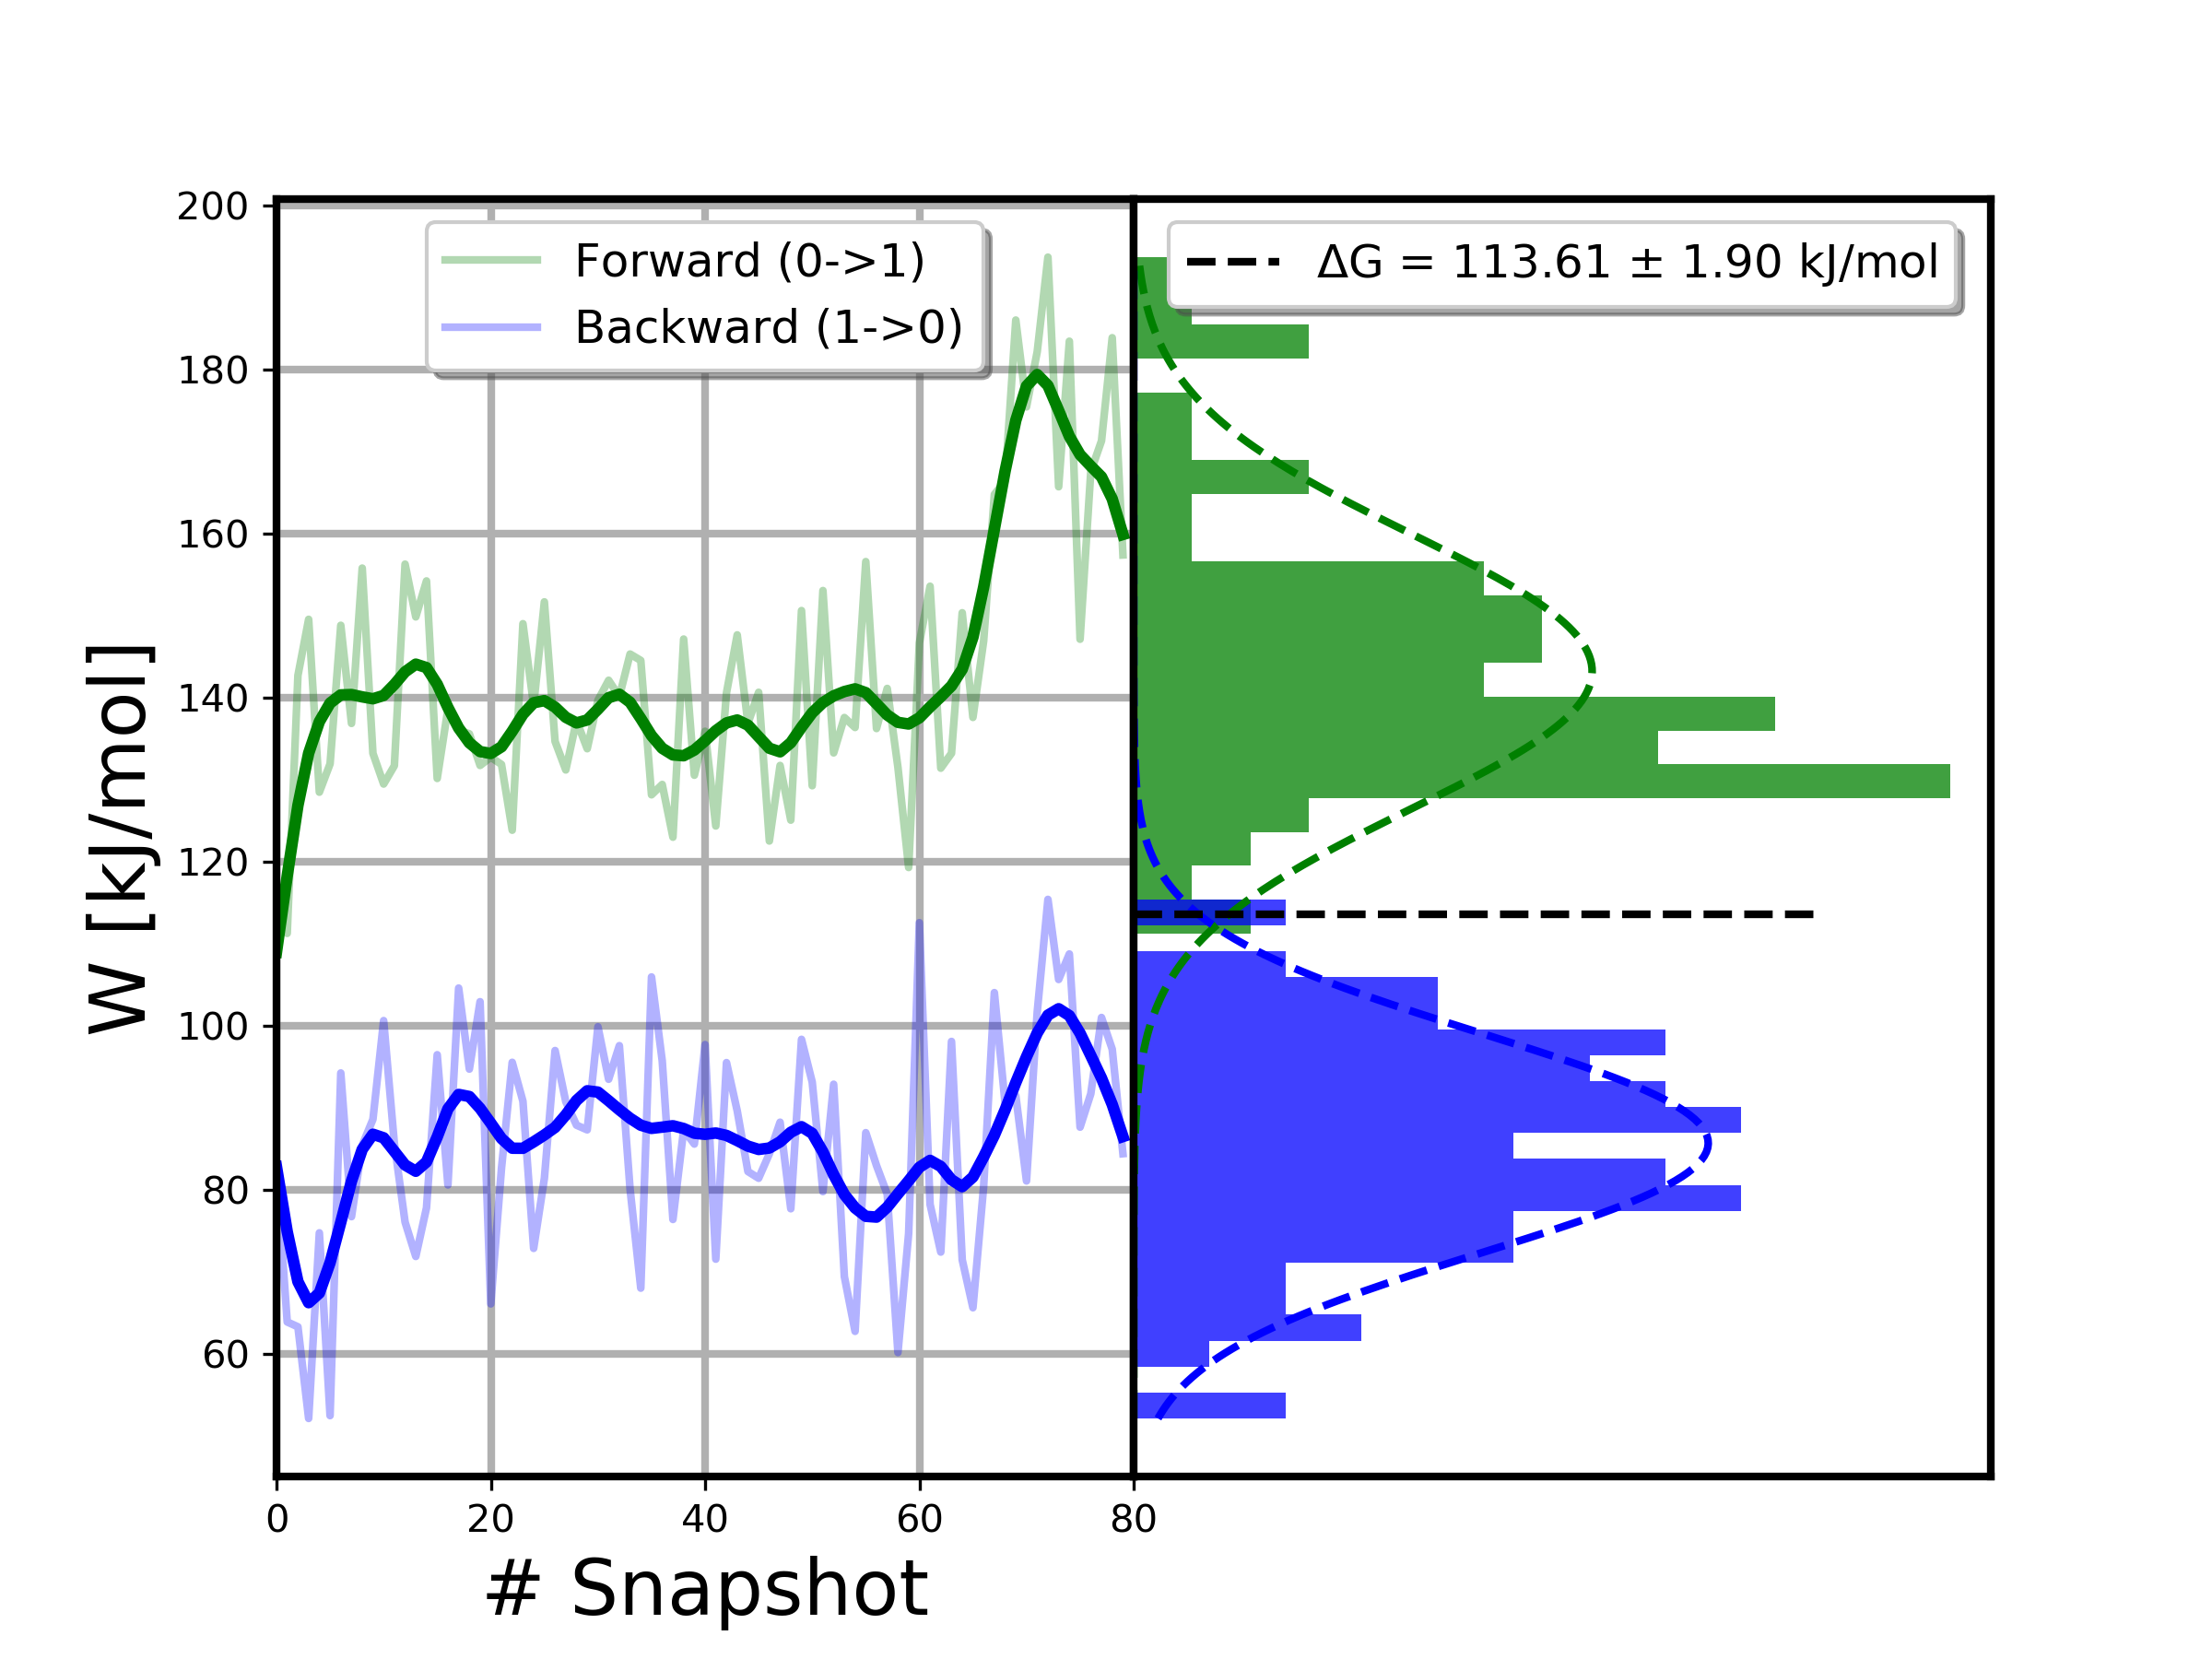 Forward (0->1)
Backward (1->0)
ΔG = 113.61 ± 1.90 kJ/mol
W [kJ/mol]
200
180
160
140
120
100
80
60
0 20 40 60 80
# Snapshot